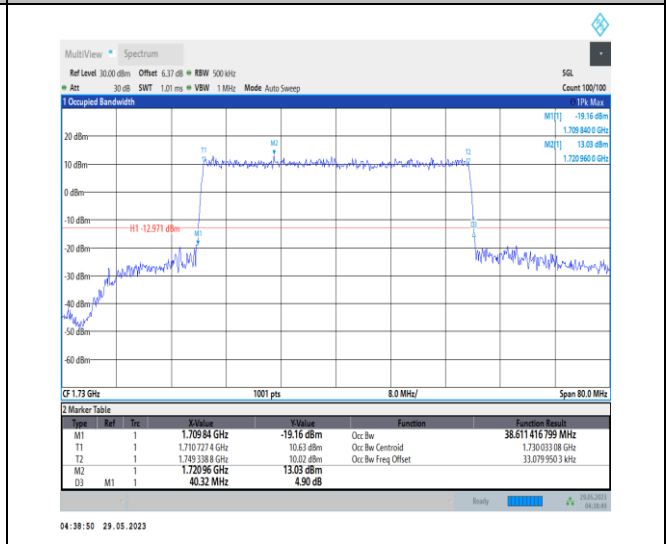 MultiView Spectrum
Ref Level 30.00 dBm Offset 6.37 dB RBW 500 kHz SGL
Att 30 dB SWT 1.01 ms VBW 1 MHz Mode Auto Sweep Count 100/100
1 Occupied Bandwidth 1Pk Max
M1[1] -19.16 dBm
1.709 840 0 GHz
M2[1] 13.03 dBm
1.720 960 0 GHz
20 dBm
T1 M2 T2
10 dBm
0 dBm
-10 dBm
D3
H1 -12.971 dBm
M1
-20 dBm
-30 dBm
-40 dBm
-50 dBm
-60 dBm
CF 1.73 GHz 1001 pts 8.0 MHz/ Span 80.0 MHz
2 Marker Table
Type Ref Trc X-Value Y-Value Function Function Result
M1 1 1.709 84 GHz -19.16 dBm Occ Bw 38.611 416 799 MHz
T1 1 1.710 727 4 GHz 10.63 dBm Occ Bw Centroid 1.730 033 08 GHz
T2 1 1.749 338 8 GHz 10.02 dBm Occ Bw Freq Offset 33.079 950 3 kHz
M2 1 1.720 96 GHz 13.03 dBm
D3 M1 1 40.32 MHz 4.90 dB
Ready 29.05.2023
04:38:49
04:38:50 29.05.2023